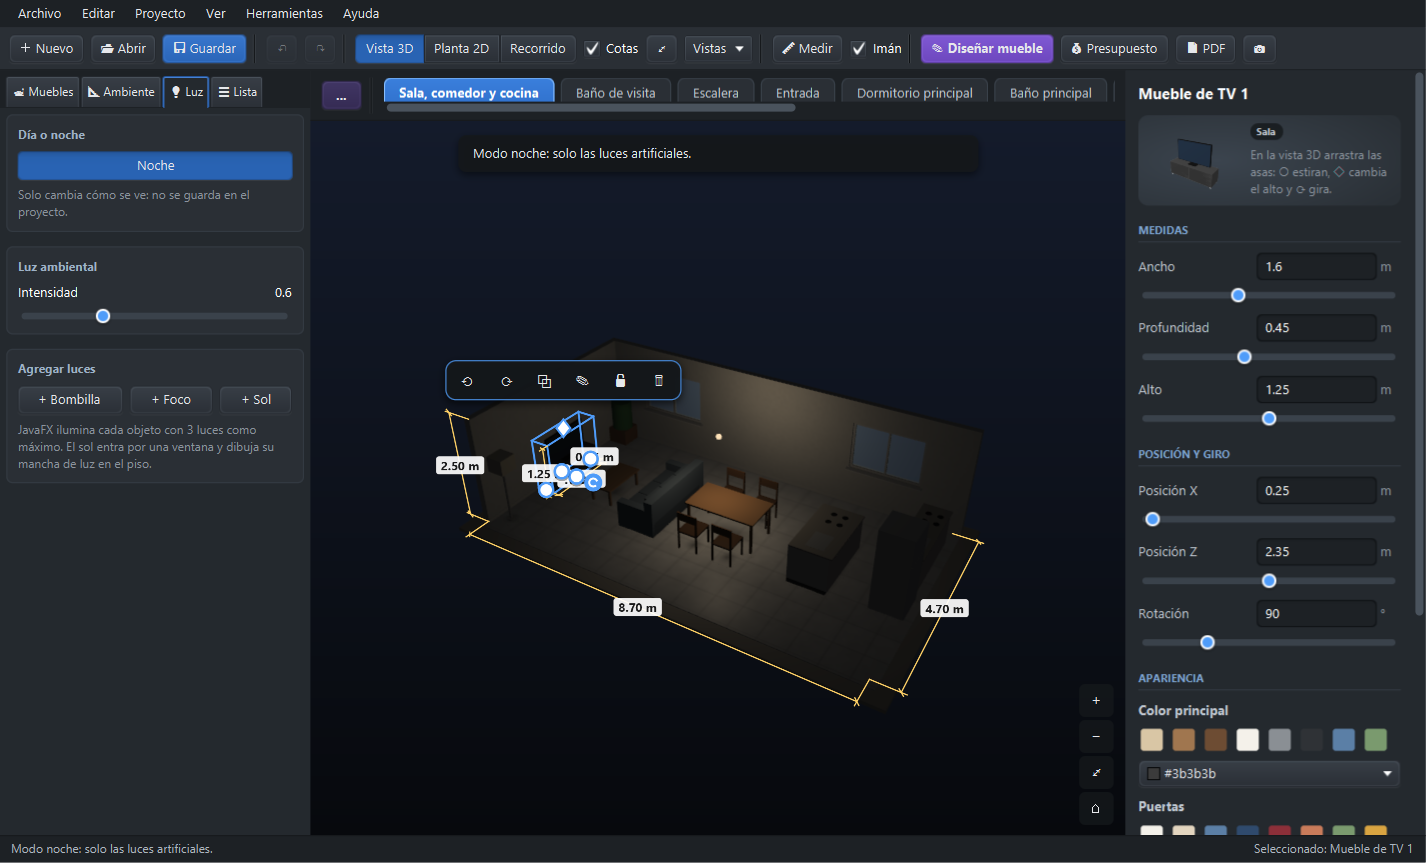 Archivo Editar Proyecto Ver Herramientas Ayuda
+ Nuevo Abrir Guardar Vista 3D Planta 2D Recorrido Cotas Vistas Medir Imán Diseñar mueble Presupuesto PDF
Muebles Ambiente Luz Lista
... Sala, comedor y cocina Baño de visita Escalera Entrada Dormitorio principal Baño principal
Día o noche
Noche
Solo cambia cómo se ve: no se guarda en el
proyecto.
Luz ambiental
Intensidad 0.6
Agregar luces
+ Bombilla + Foco + Sol
JavaFX ilumina cada objeto con 3 luces como
máximo. El sol entra por una ventana y dibuja su
mancha de luz en el piso.
Modo noche: solo las luces artificiales.
2.50 m
1.25
0 m
8.70 m
4.70 m
+
−
Mueble de TV 1
Sala
En la vista 3D arrastra las
asas: ○ estiran, ◇ cambia
el alto y ⟳ gira.
MEDIDAS
Ancho 1.6 m
Profundidad 0.45 m
Alto 1.25 m
POSICIÓN Y GIRO
Posición X 0.25 m
Posición Z 2.35 m
Rotación 90 °
APARIENCIA
Color principal
#3b3b3b
Puertas
Modo noche: solo las luces artificiales.
Seleccionado: Mueble de TV 1